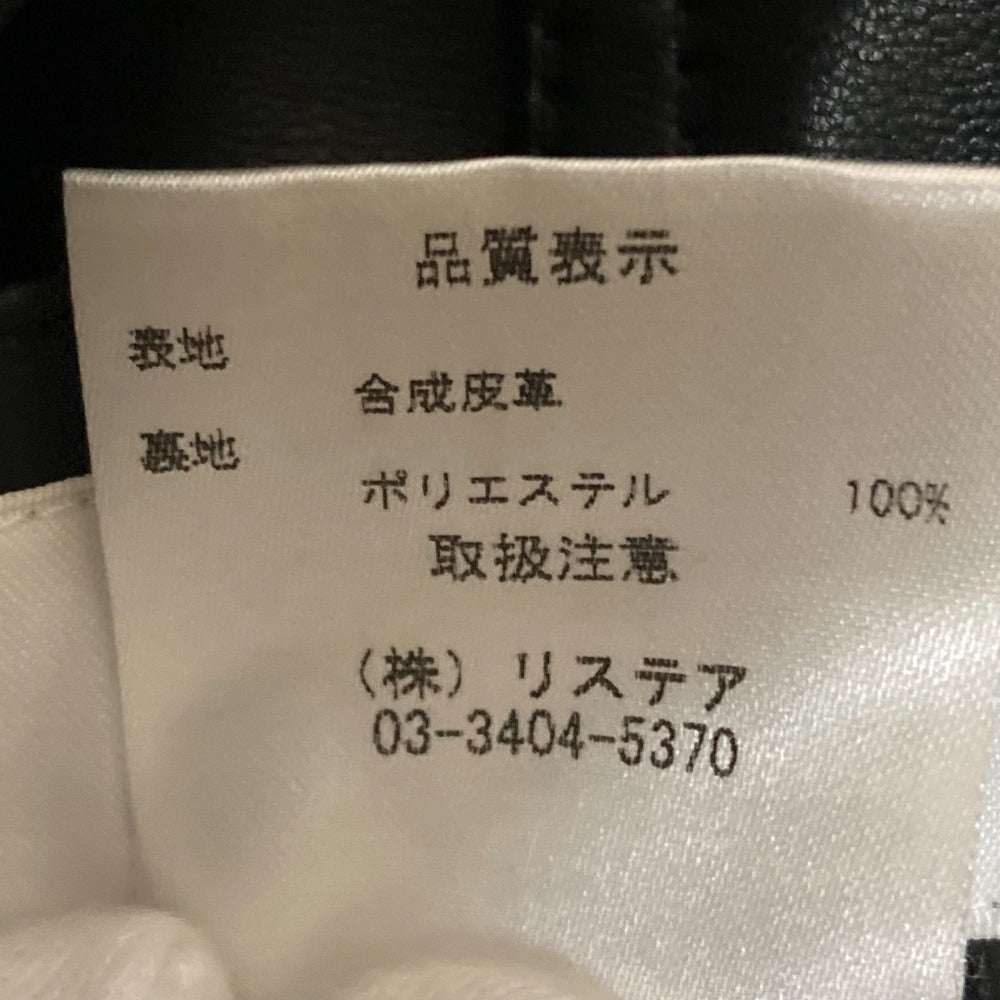 品質表示
表地
合成皮革
裏地
ポリエステル 100%
取扱注意
(株) リステア
03-3404-5370